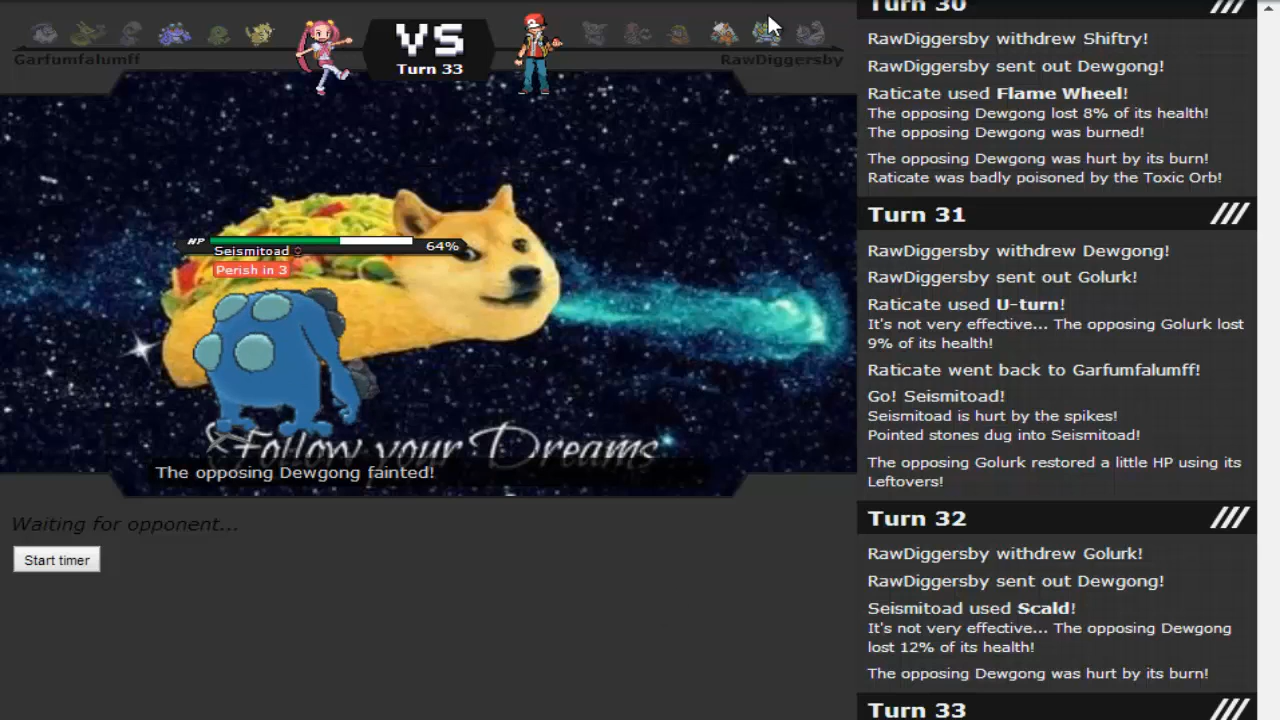 Garfumfalumff
VS
Turn 33
RawDiggersby
HP
64%
Seismitoad
Perish in 3
Follow your Dreams
The opposing Dewgong fainted!
Waiting for opponent...
Start timer
Turn 30
RawDiggersby withdrew Shiftry!
RawDiggersby sent out Dewgong!
Raticate used Flame Wheel!
The opposing Dewgong lost 8% of its health!
The opposing Dewgong was burned!
The opposing Dewgong was hurt by its burn!
Raticate was badly poisoned by the Toxic Orb!
Turn 31
RawDiggersby withdrew Dewgong!
RawDiggersby sent out Golurk!
Raticate used U-turn!
It's not very effective... The opposing Golurk lost
9% of its health!
Raticate went back to Garfumfalumff!
Go! Seismitoad!
Seismitoad is hurt by the spikes!
Pointed stones dug into Seismitoad!
The opposing Golurk restored a little HP using its
Leftovers!
Turn 32
RawDiggersby withdrew Golurk!
RawDiggersby sent out Dewgong!
Seismitoad used Scald!
It's not very effective... The opposing Dewgong
lost 12% of its health!
The opposing Dewgong was hurt by its burn!
Turn 33